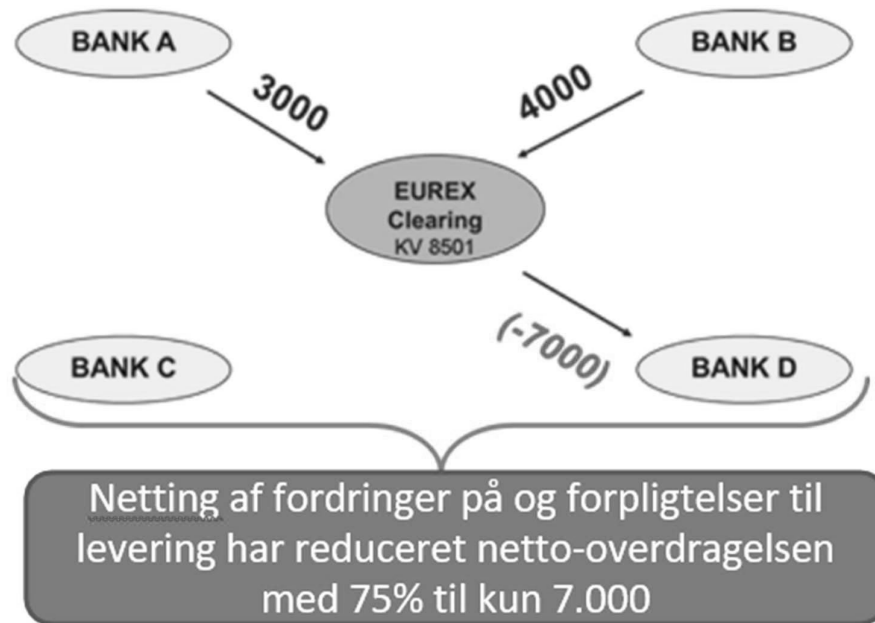 BANK A
BANK B
3000
4000
EUREX
Clearing
KV 8501
(-7000)
BANK C
BANK D
Netting af fordringer på og forpligtelser til
levering har reduceret netto-overdragelsen
med 75% til kun 7.000